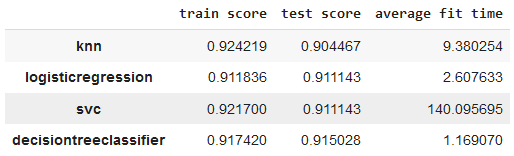 train score test score average fit time
knn 0.924219 0.904467 9.380254
logisticregression 0.911836 0.911143 2.607633
svc 0.921700 0.911143 140.095695
decisiontreeclassifier 0.917420 0.915028 1.169070